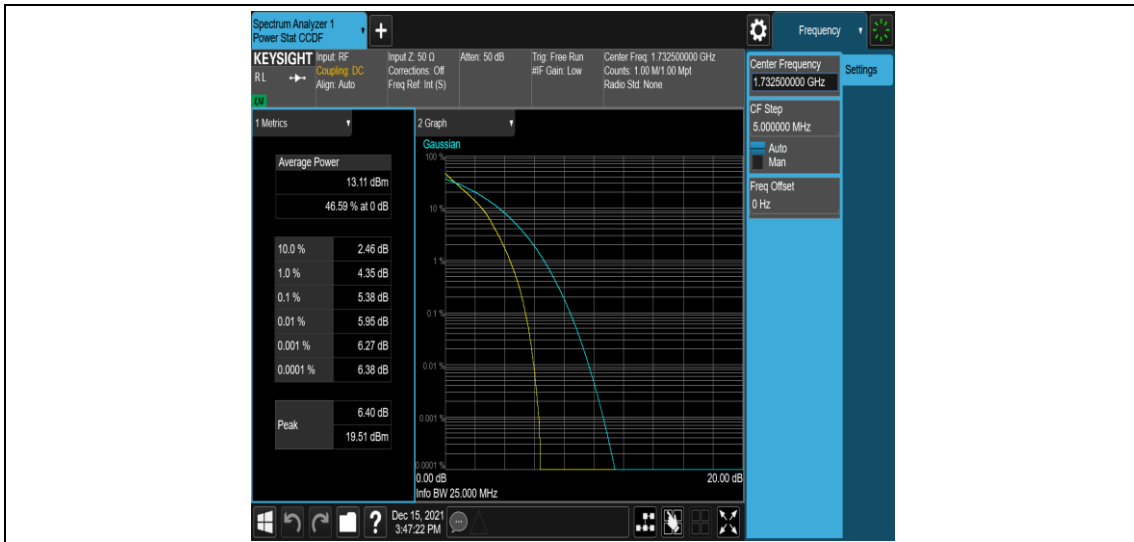 Spectrum Analyzer 1
Power Stat CCDF
Frequency
KEYSIGHT
RL
Input: RF
Coupling: DC
Align: Auto
Input Z: 50 Ω
Corrections: Off
Freq Ref: Int (S)
Atten: 50 dB
Trig: Free Run
#IF Gain: Low
Center Freq: 1.732500000 GHz
Counts: 1.00 M/1.00 Mpt
Radio Std: None
Center Frequency
1.732500000 GHz
Settings
CF Step
5.000000 MHz
Auto
Man
Freq Offset
0 Hz
1 Metrics
Average Power
13.11 dBm
46.59 % at 0 dB
10.0 % 2.46 dB
1.0 % 4.35 dB
0.1 % 5.38 dB
0.01 % 5.95 dB
0.001 % 6.27 dB
0.0001 % 6.38 dB
Peak 6.40 dB
19.51 dBm
2 Graph
Gaussian
100 %
10 %
1 %
0.1 %
0.01 %
0.001 %
0.0001 %
0.00 dB 20.00 dB
Info BW 25.000 MHz
?
Dec 15, 2021
3:47:22 PM